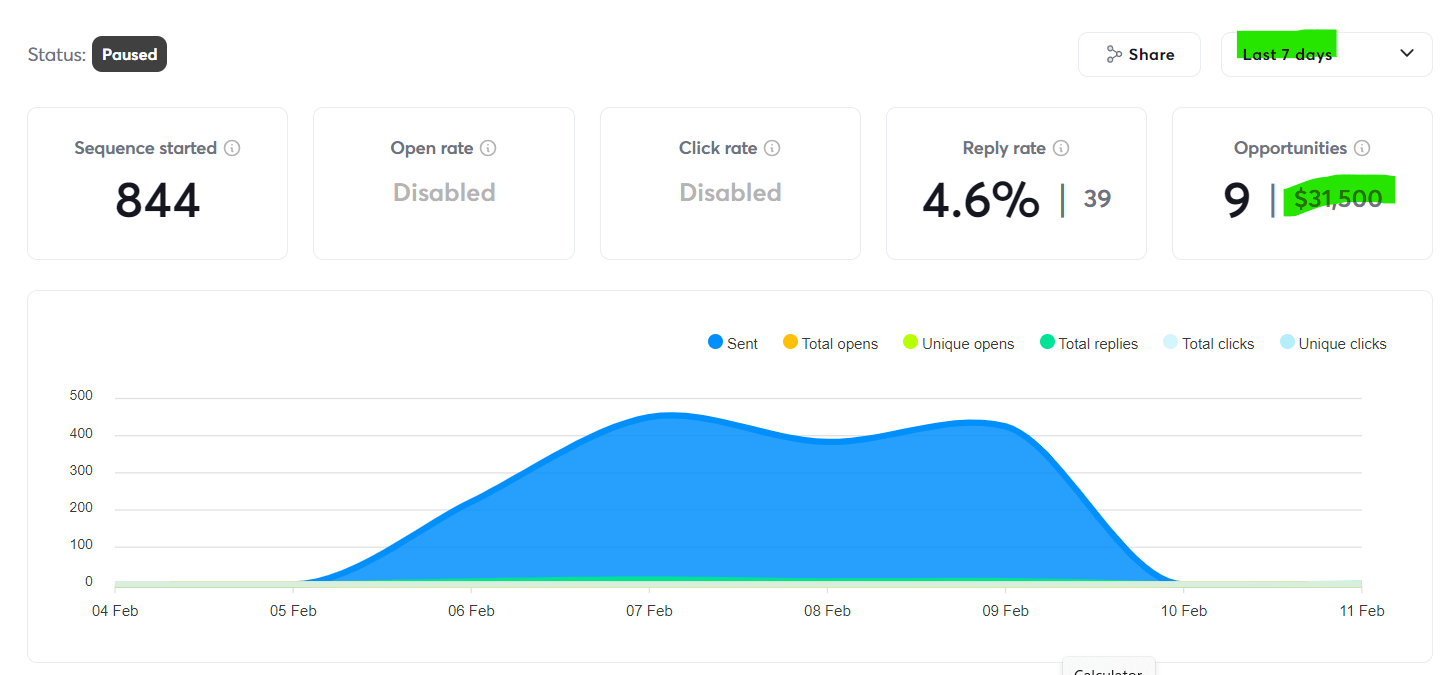 Status: Paused
Share
Last 7 days
Sequence started
844
Open rate
Disabled
Click rate
Disabled
Reply rate
4.6% | 39
Opportunities
9 | $31,500
Sent Total opens Unique opens Total replies Total clicks Unique clicks
500
400
300
200
100
0
04 Feb 05 Feb 06 Feb 07 Feb 08 Feb 09 Feb 10 Feb 11 Feb
Calculator